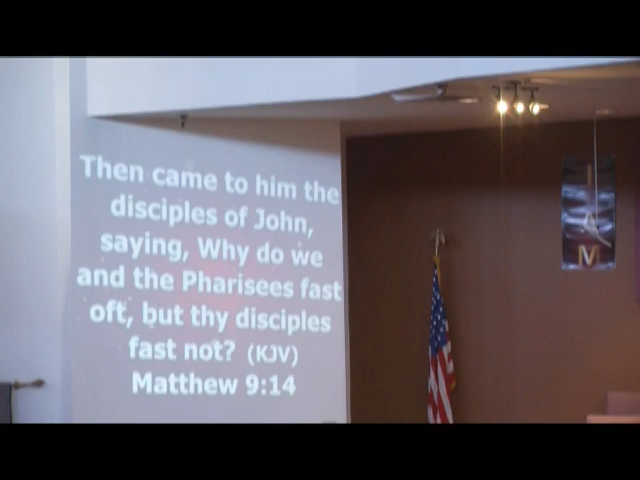 Then came to him the
disciples of John,
saying, Why do we
and the Pharisees fast
oft, but thy disciples
fast not? (KJV)
Matthew 9:14
I
A
M